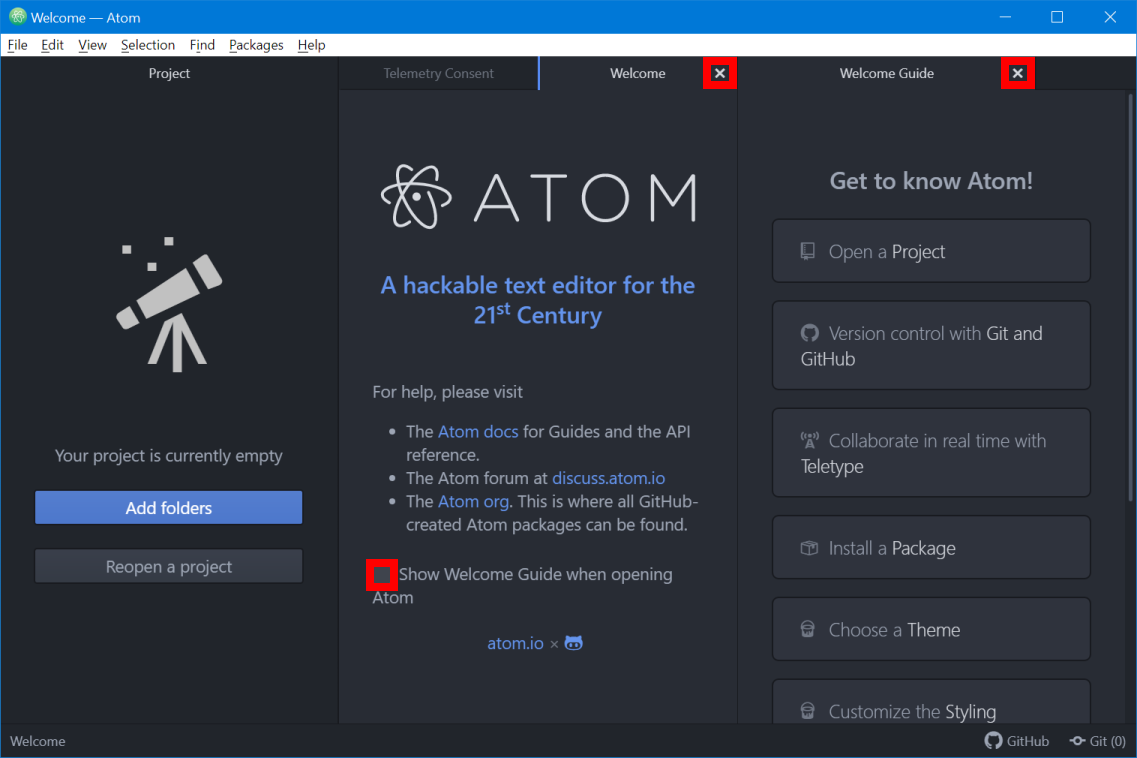 Welcome — Atom
File Edit View Selection Find Packages Help
Project
Telemetry Consent
Welcome
Welcome Guide
Your project is currently empty
Add folders
Reopen a project
ATOM
A hackable text editor for the
21st Century
For help, please visit
• The Atom docs for Guides and the API
reference.
• The Atom forum at discuss.atom.io
• The Atom org. This is where all GitHub-
created Atom packages can be found.
Show Welcome Guide when opening
Atom
atom.io ×
Get to know Atom!
Open a Project
Version control with Git and
GitHub
Collaborate in real time with
Teletype
Install a Package
Choose a Theme
Customize the Styling
Welcome
GitHub
Git (0)